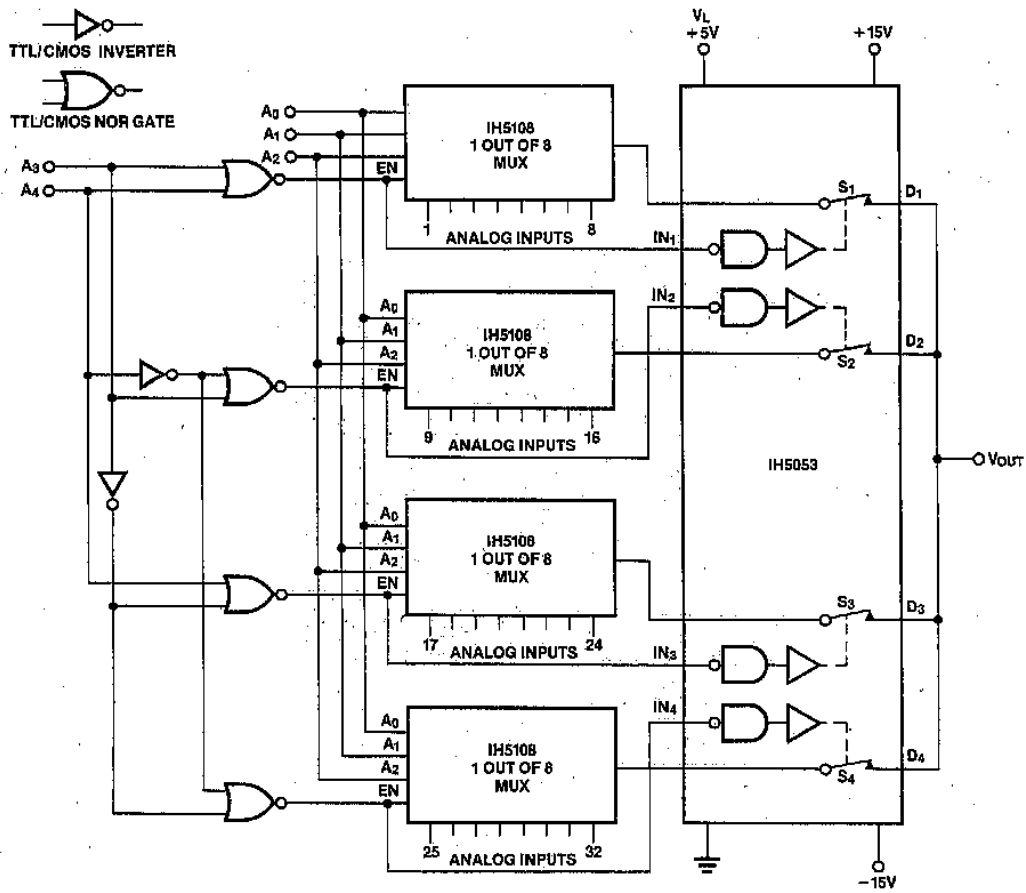 TTL/CMOS INVERTER
TTL/CMOS NOR GATE
VL
+5V
+15V
A0
A1
A2
EN
A3
A4
IH5108
1 OUT OF 8
MUX
1
8
ANALOG INPUTS
IN1
S1
D1
IN2
A0
A1
A2
EN
IH5108
1 OUT OF 8
MUX
S2
D2
9
16
ANALOG INPUTS
IH5053
VOUT
A0
A1
A2
EN
IH5108
1 OUT OF 8
MUX
S3
D3
17
24
ANALOG INPUTS
IN3
IN4
A0
A1
A2
EN
IH5108
1 OUT OF 8
MUX
S4
D4
25
32
ANALOG INPUTS
-15V